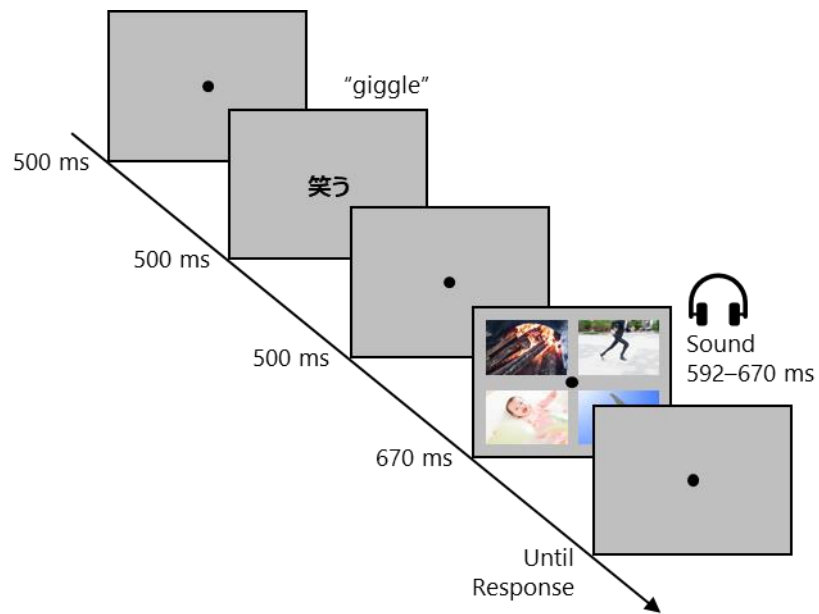 “giggle”
500 ms
笑う
500 ms
Sound
592–670 ms
500 ms
670 ms
Until
Response